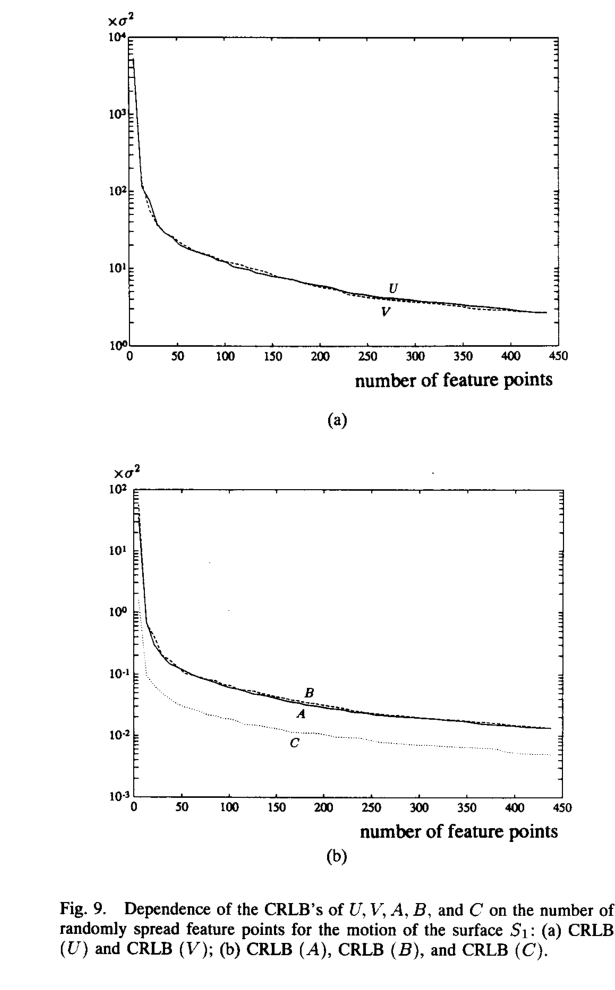 ×σ²
10⁴
10³
10²
10¹
10⁰
U
V
0 50 100 150 200 250 300 350 400 450
number of feature points
(a)
×σ²
10²
10¹
10⁰
10⁻¹
10⁻²
10⁻³
B
A
C
0 50 100 150 200 250 300 350 400 450
number of feature points
(b)
Fig. 9. Dependence of the CRLB's of U, V, A, B, and C on the number of
randomly spread feature points for the motion of the surface S₁: (a) CRLB
(U) and CRLB (V); (b) CRLB (A), CRLB (B), and CRLB (C).